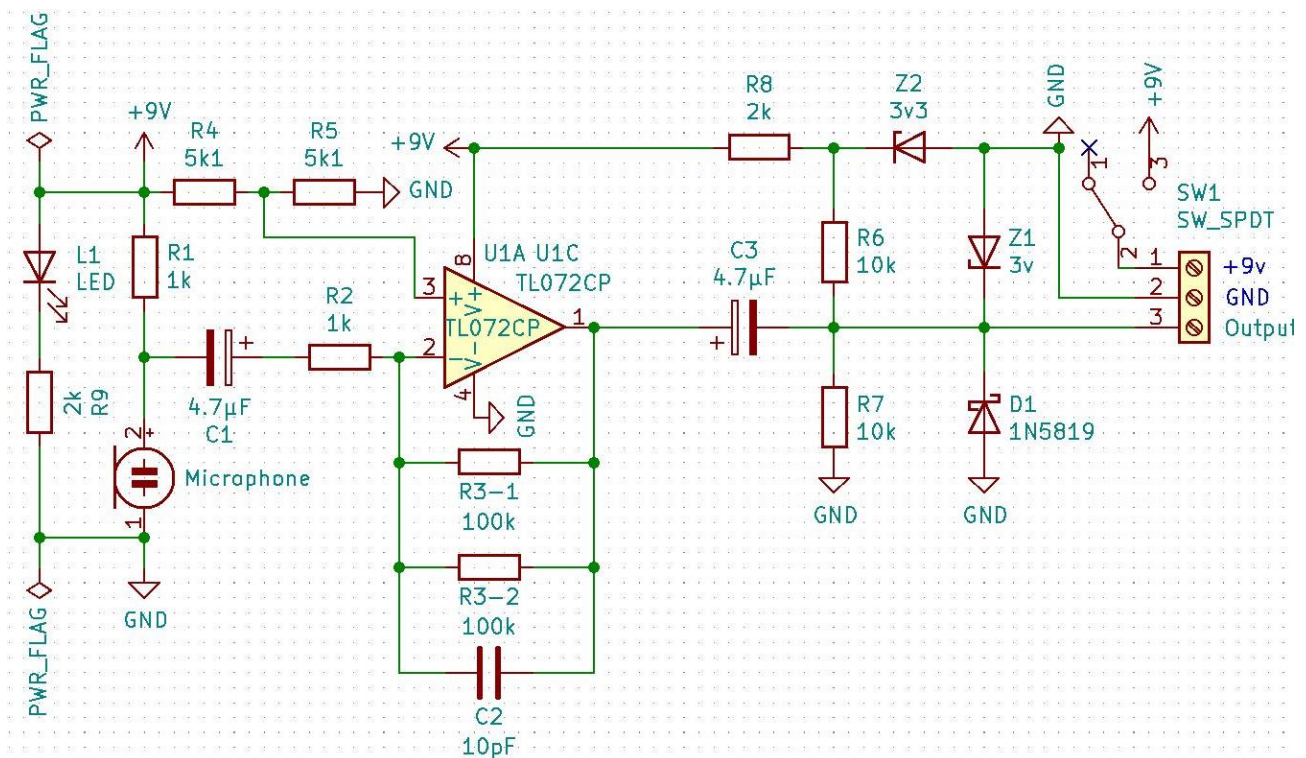 PWR_FLAG
+9V
R4
5k1
R5
5k1
GND
+9V
R8
2k
Z2
3v3
GND
+9V
1
3
SW1
SW_SPDT
2
L1
LED
R1
1k
R2
1k
U1A U1C
TL072CP
8
3
+
V+
TL072CP
1
2
−
V-
4
GND
C3
4.7µF
+
R6
10k
Z1
3v
1
+9v
2
GND
3
Output
2k
R9
+
4.7µF
C1
2
+
Microphone
1
GND
PWR_FLAG
R3-1
100k
R3-2
100k
C2
10pF
R7
10k
GND
D1
1N5819
GND